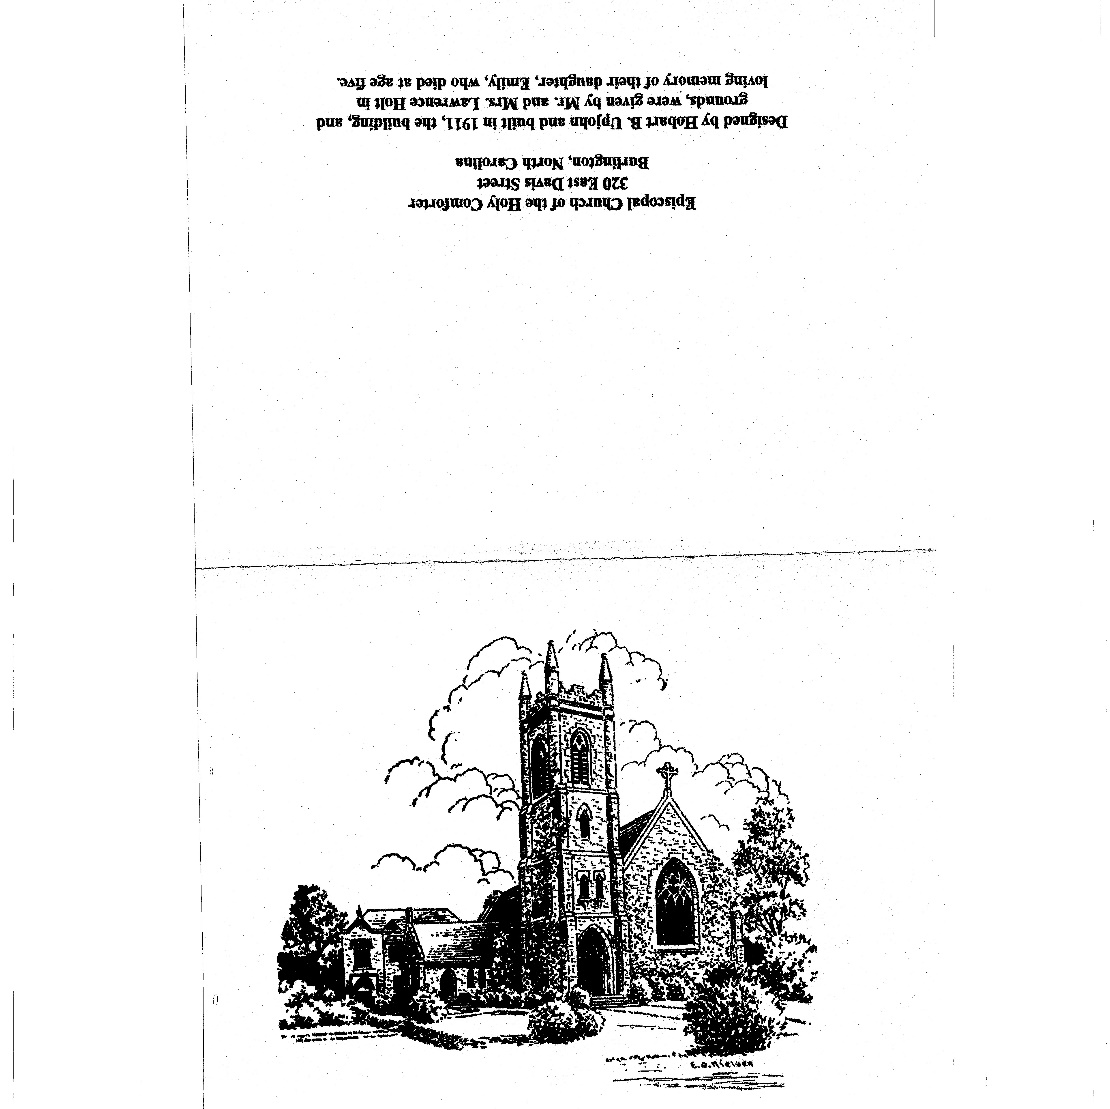 Episcopal Church of the Holy Comforter
320 East Davis Street
Burlington, North Carolina
Designed by Hobart B. Upjohn and built in 1911, the building, and
grounds, were given by Mr. and Mrs. Lawrence Holt in
loving memory of their daughter, Emily, who died at age five.